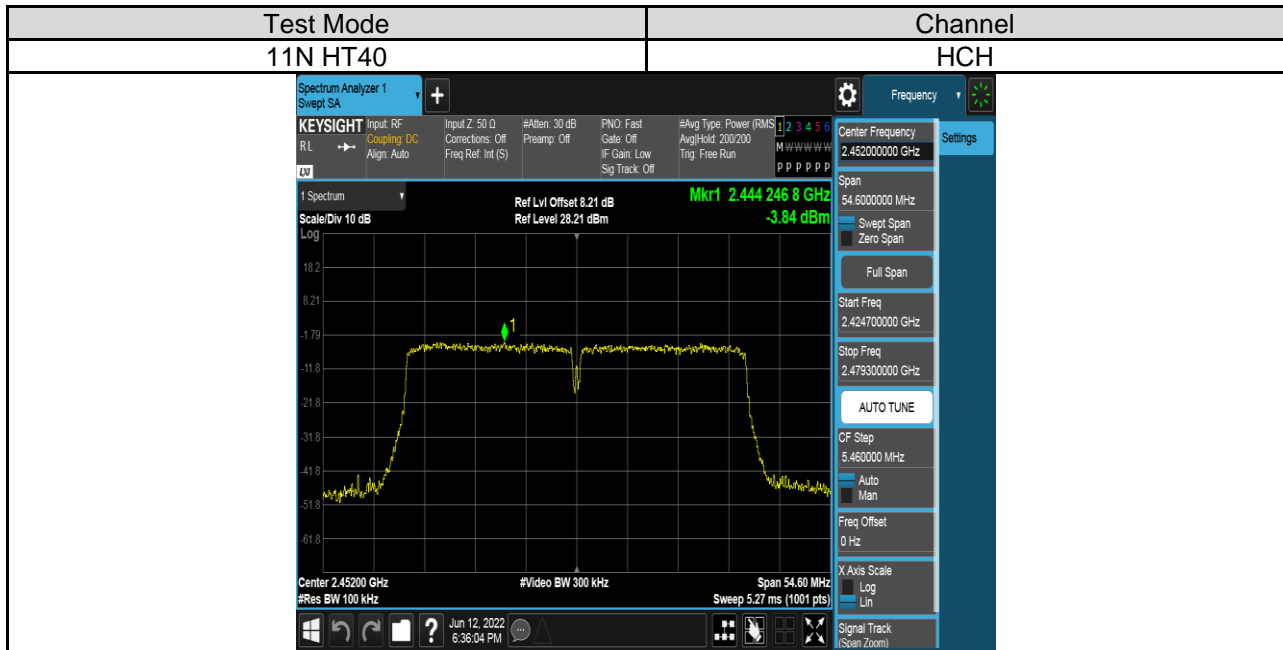 Test Mode Channel
11N HT40 HCH
Spectrum Analyzer 1
Swept SA
+
Frequency
KEYSIGHT
RL
LXI
Input: RF
Coupling: DC
Align: Auto
Input Z: 50 Ω
Corrections: Off
Freq Ref: Int (S)
#Atten: 30 dB
Preamp: Off
PNO: Fast
Gate: Off
IF Gain: Low
Sig Track: Off
#Avg Type: Power (RMS
Avg|Hold: 200/200
Trig: Free Run
1 2 3 4 5 6
M W W W W W
P P P P P P
1 Spectrum
Scale/Div 10 dB
Log
Ref Lvl Offset 8.21 dB
Ref Level 28.21 dBm
Mkr1 2.444 246 8 GHz
-3.84 dBm
18.2
8.21
-1.79
-11.8
-21.8
-31.8
-41.8
-51.8
-61.8
1
Center 2.45200 GHz
#Res BW 100 kHz
#Video BW 300 kHz
Span 54.60 MHz
Sweep 5.27 ms (1001 pts)
Center Frequency
2.452000000 GHz
Settings
Span
54.6000000 MHz
Swept Span
Zero Span
Full Span
Start Freq
2.424700000 GHz
Stop Freq
2.479300000 GHz
AUTO TUNE
CF Step
5.460000 MHz
Auto
Man
Freq Offset
0 Hz
X Axis Scale
Log
Lin
Signal Track
(Span Zoom)
?
Jun 12, 2022
6:36:04 PM